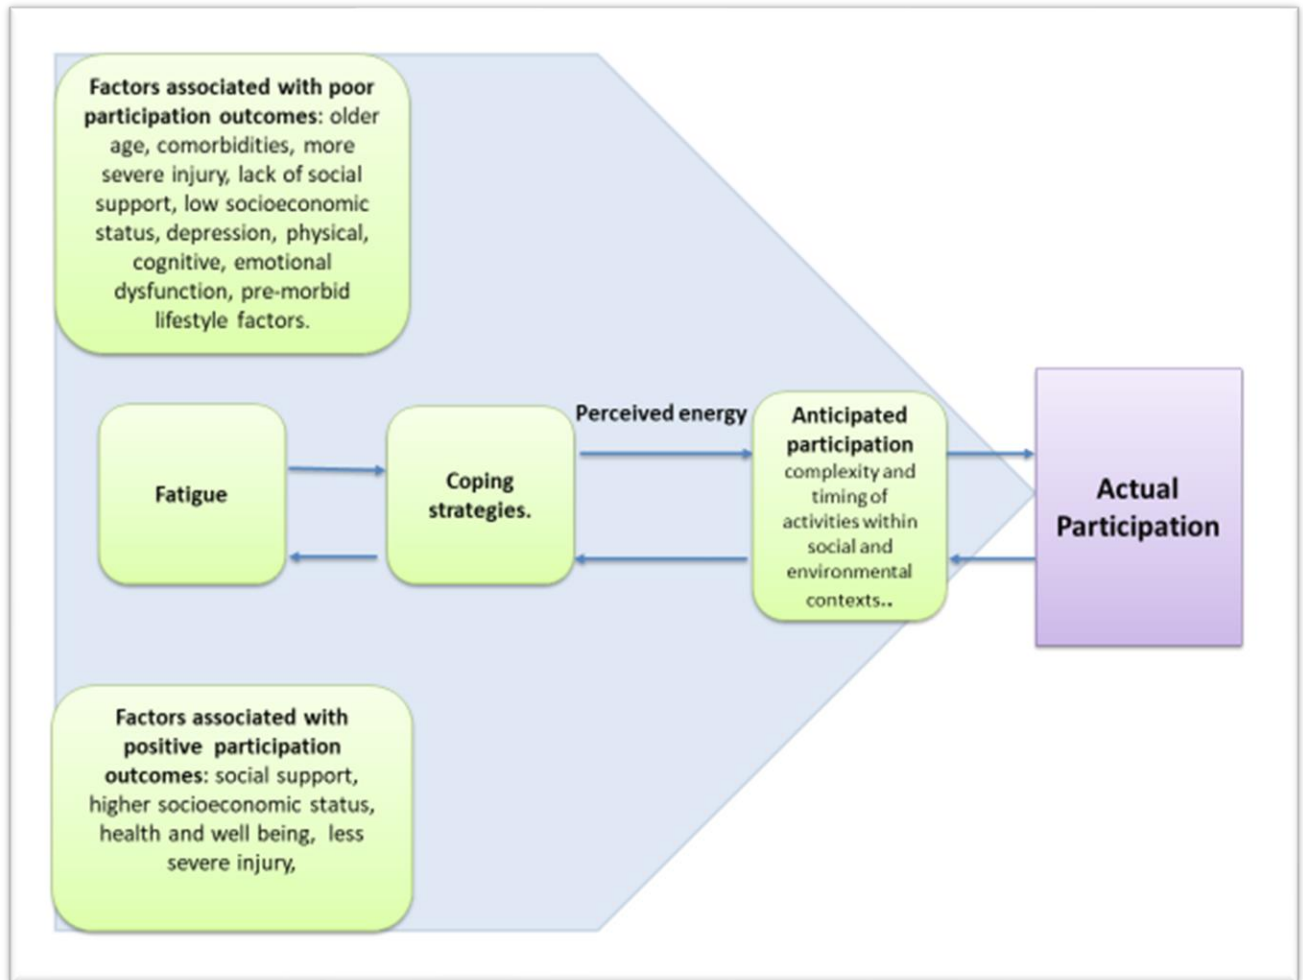 Factors associated with poor
participation outcomes: older
age, comorbidities, more
severe injury, lack of social
support, low socioeconomic
status, depression, physical,
cognitive, emotional
dysfunction, pre-morbid
lifestyle factors.
Fatigue
Coping
strategies.
Perceived energy
Anticipated
participation
complexity and
timing of
activities within
social and
environmental
contexts..
Actual
Participation
Factors associated with
positive participation
outcomes: social support,
higher socioeconomic status,
health and well being, less
severe injury,